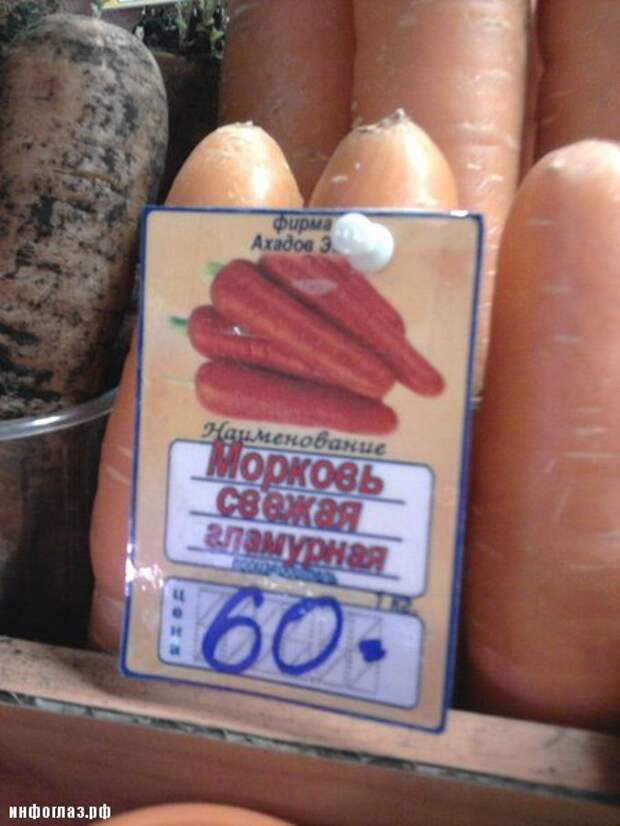 фирма
Ахадов Э.
Наименование
Морковь
свежая
гламурная
цена
1 кг.
60.
инфоглаз.рф